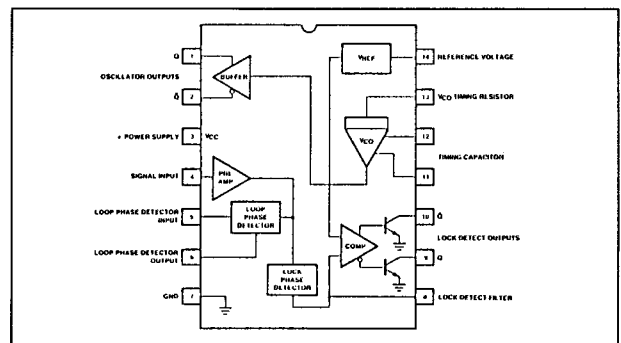 Q 1
OSCILLATOR OUTPUTS
Q̄ 2
+ POWER SUPPLY 3 VCC
SIGNAL INPUT 4
LOOP PHASE DETECTOR
INPUT 5
LOOP PHASE DETECTOR
OUTPUT 6
GND 7
BUFFER
PRE
AMP
LOOP
PHASE
DETECTOR
LOCK
PHASE
DETECTOR
VREF
VCO
COMP
14 REFERENCE VOLTAGE
13 VCO TIMING RESISTOR
12
TIMING CAPACITOR
11
10 Q̄
LOCK DETECT OUTPUTS
9 Q
8 LOCK DETECT FILTER